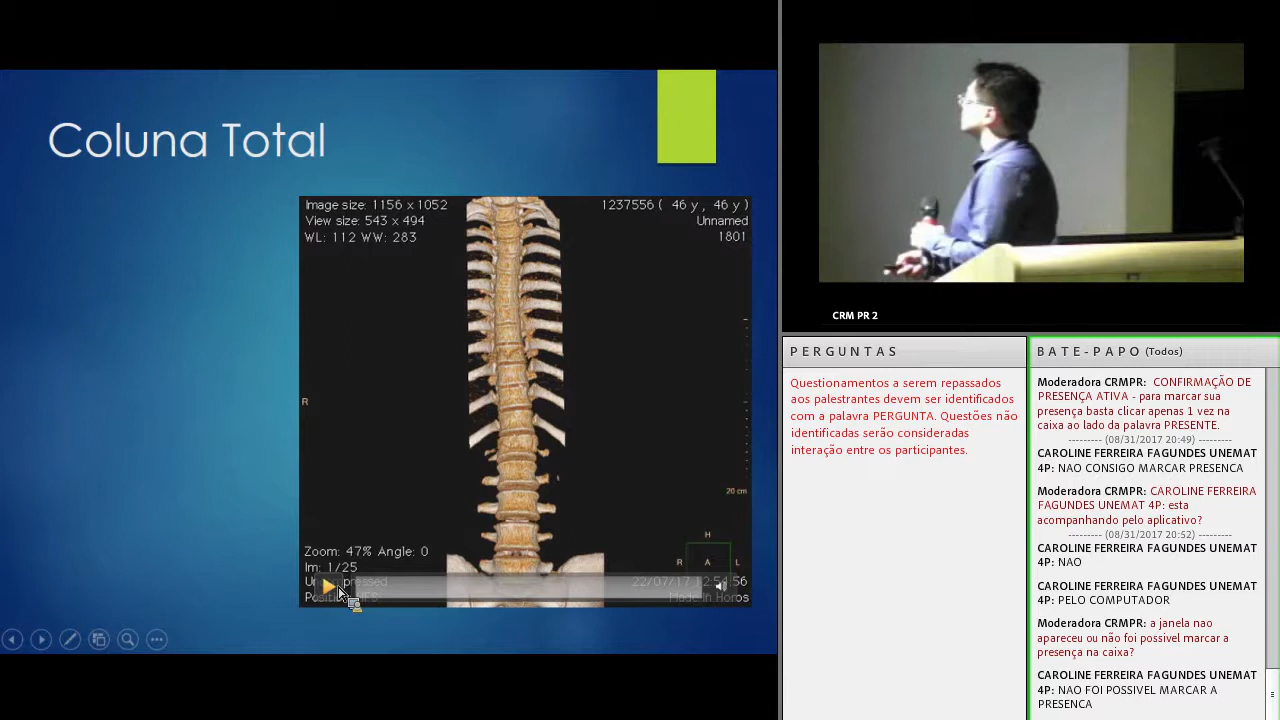 Coluna Total
Image size: 1156 x 1052
View size: 543 x 494
WL: 112 WW: 283
1237556 ( 46 y , 46 y )
Unnamed
1801
R
20 cm
H
R A L
Zoom: 47% Angle: 0
Im: 1/25
22/07/17 12:54:56
Made In Horos
CRM PR 2
PERGUNTAS
Questionamentos a serem repassados
aos palestrantes devem ser identificados
com a palavra PERGUNTA. Questões não
identificadas serão consideradas
interação entre os participantes.
BATE-PAPO (Todos)
Moderadora CRMPR: CONFIRMAÇÃO DE
PRESENÇA ATIVA - para marcar sua
presença basta clicar apenas 1 vez na
caixa ao lado da palavra PRESENTE.
--------- (08/31/2017 20:49) ---------
CAROLINE FERREIRA FAGUNDES UNEMAT
4P: NAO CONSIGO MARCAR PRESENCA
Moderadora CRMPR: CAROLINE FERREIRA
FAGUNDES UNEMAT 4P: esta
acompanhando pelo aplicativo?
--------- (08/31/2017 20:52) ---------
CAROLINE FERREIRA FAGUNDES UNEMAT
4P: NAO
CAROLINE FERREIRA FAGUNDES UNEMAT
4P: PELO COMPUTADOR
Moderadora CRMPR: a janela nao
apareceu ou não foi possivel marcar a
presença na caixa?
CAROLINE FERREIRA FAGUNDES UNEMAT
4P: NAO FOI POSSIVEL MARCAR A
PRESENCA